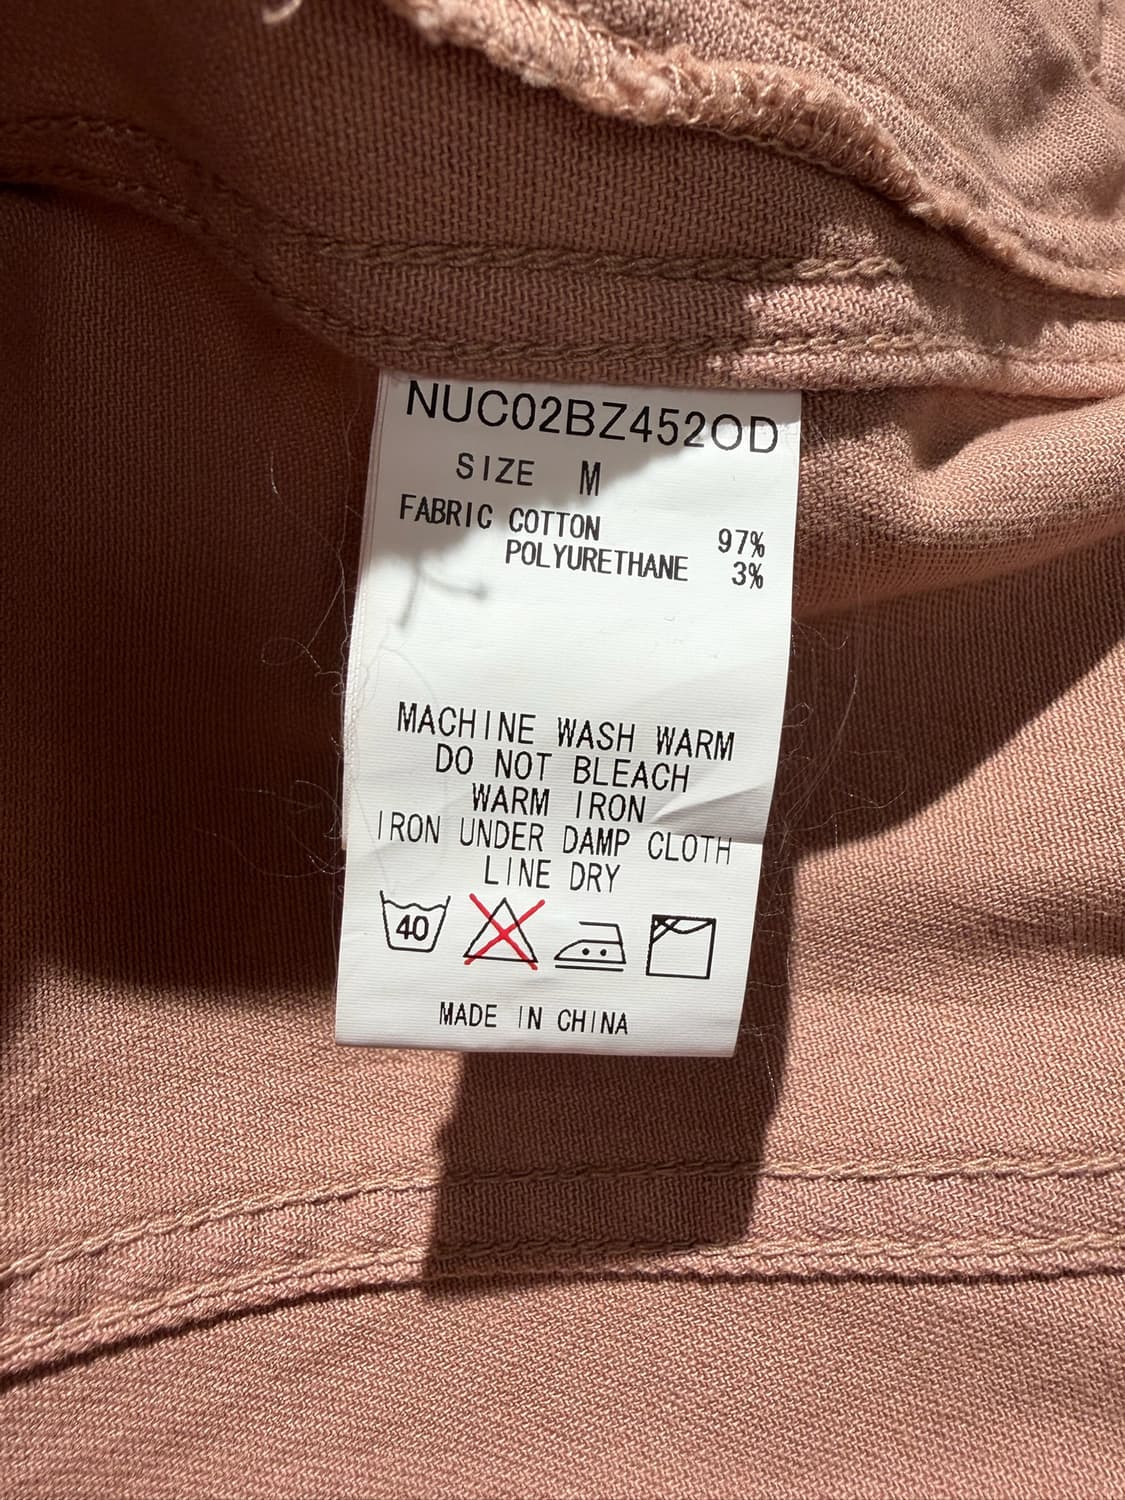 NUC02BZ452OD
SIZE M
FABRIC COTTON 97%
POLYURETHANE 3%
MACHINE WASH WARM
DO NOT BLEACH
WARM IRON
IRON UNDER DAMP CLOTH
LINE DRY
40
MADE IN CHINA